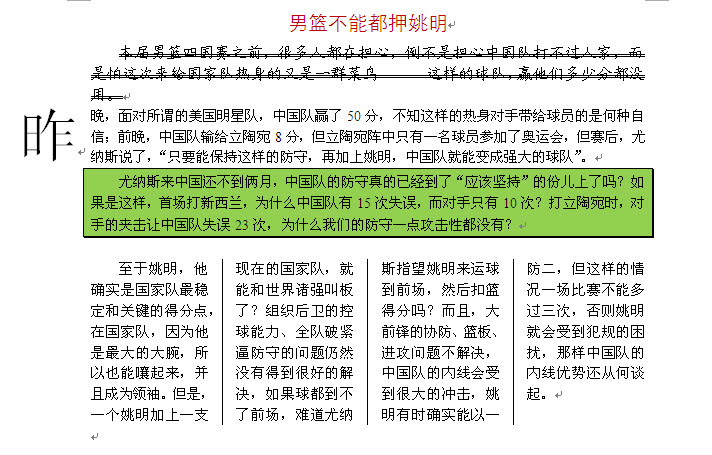 男篮不能都押姚明
本届男篮四国赛之前，很多人都在担心，倒不是担心中国队打不过人家，而
是怕这次来给国家队热身的又是一群菜鸟——这样的球队，赢他们多少分都没
用。
昨
晚，面对所谓的美国明星队，中国队赢了 50 分，不知这样的热身对手带给球员的是何种自
信；前晚，中国队输给立陶宛 8 分，但立陶宛阵中只有一名球员参加了奥运会，但赛后，尤
纳斯说了，“只要能保持这样的防守，再加上姚明，中国队就能变成强大的球队”。
尤纳斯来中国还不到俩月，中国队的防守真的已经到了“应该坚持”的份儿上了吗？如
果是这样，首场打新西兰，为什么中国队有 15 次失误，而对手只有 10 次？打立陶宛时，对
手的夹击让中国队失误 23 次，为什么我们的防守一点攻击性都没有？
至于姚明，他
确实是国家队最稳
定和关键的得分点，
在国家队，因为他
是最大的大腕，所
以也能嚷起来，并
且成为领袖。但是，
一个姚明加上一支
现在的国家队，就
能和世界诸强叫板
了？组织后卫的控
球能力、全队破紧
逼防守的问题仍然
没有得到很好的解
决，如果球都到不
了前场，难道尤纳
斯指望姚明来运球
到前场，然后扣篮
得分吗？而且，大
前锋的协防、篮板、
进攻问题不解决，
中国队的内线会受
到很大的冲击，姚
明有时确实能以一
防二，但这样的情
况一场比赛不能多
过三次，否则姚明
就会受到犯规的困
扰，那样中国队的
内线优势还从何谈
起。